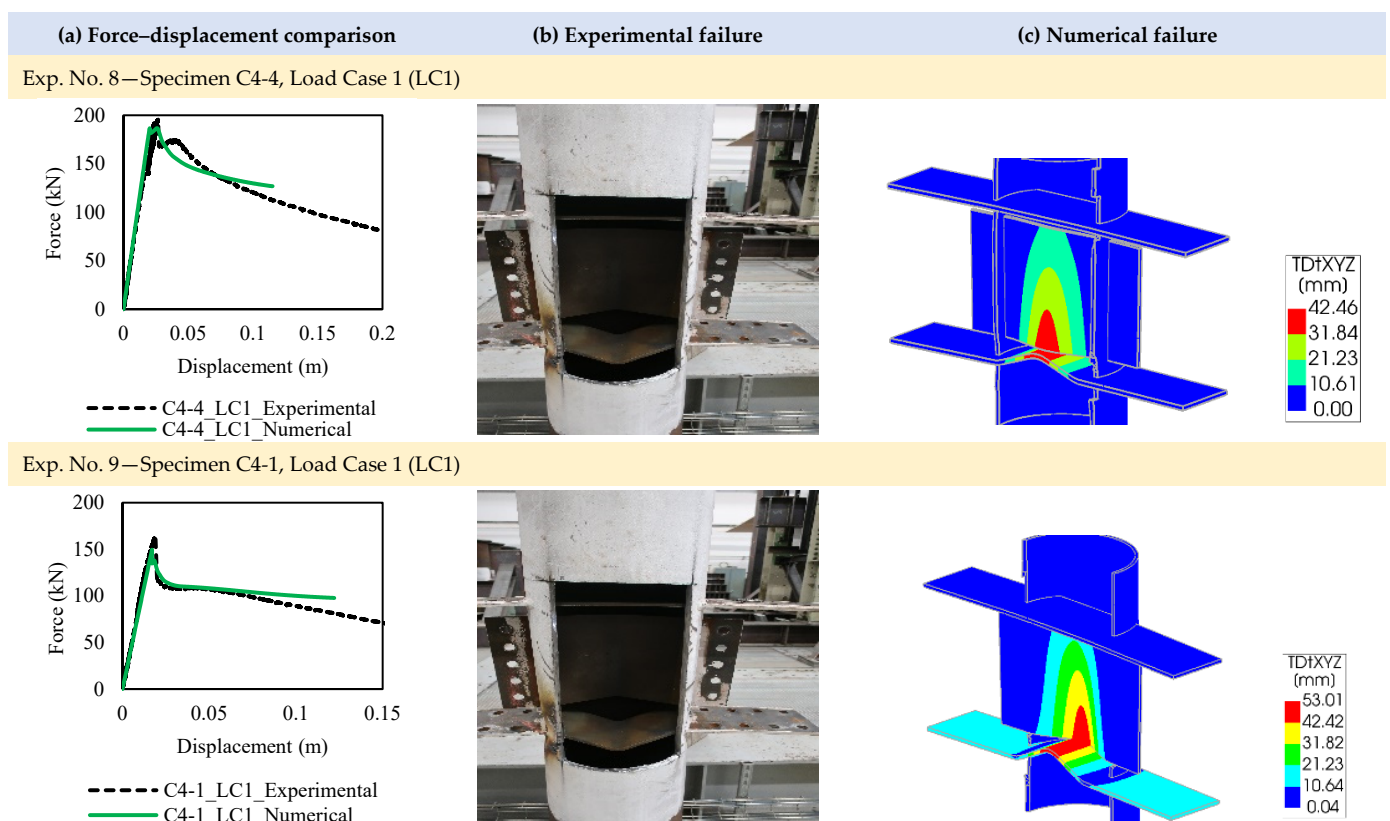 (a) Force–displacement comparison (b) Experimental failure (c) Numerical failure
Exp. No. 8—Specimen C4-4, Load Case 1 (LC1)
200
150
100
50
0
Force (kN)
0 0.05 0.1 0.15 0.2
Displacement (m)
C4-4_LC1_Experimental
C4-4_LC1_Numerical
TDtXYZ
(mm)
42.46
31.84
21.23
10.61
0.00
Exp. No. 9—Specimen C4-1, Load Case 1 (LC1)
200
150
100
50
0
Force (kN)
0 0.05 0.1 0.15
Displacement (m)
C4-1_LC1_Experimental
C4-1_LC1_Numerical
TDtXYZ
(mm)
53.01
42.42
31.82
21.23
10.64
0.04